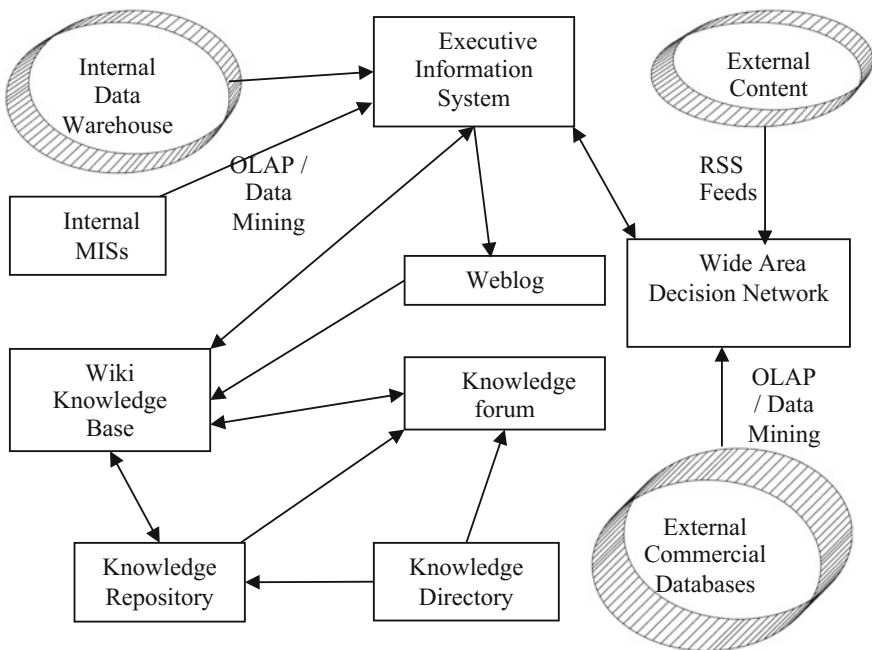 Internal
Data
Warehouse
Executive
Information
System
External
Content
OLAP /
Data
Mining
RSS
Feeds
Internal
MISs
Wide Area
Decision Network
Weblog
Wiki
Knowledge
Base
Knowledge
forum
OLAP
/ Data
Mining
Knowledge
Repository
Knowledge
Directory
External
Commercial
Databases